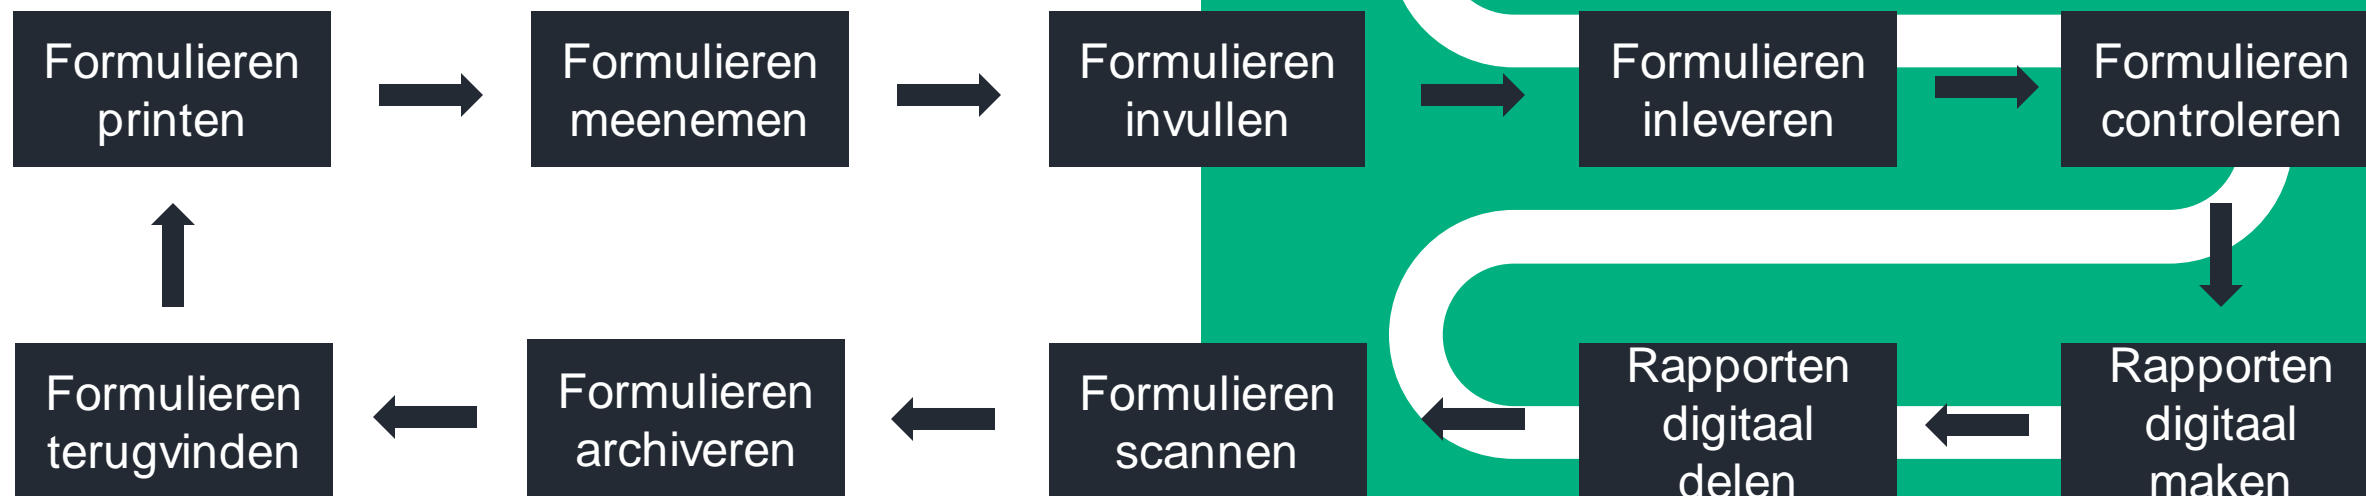 Formulieren
printen
Formulieren
meenemen
Formulieren
invullen
Formulieren
inleveren
Formulieren
controleren
Formulieren
terugvinden
Formulieren
archiveren
Formulieren
scannen
Rapporten
digitaal
delen
Rapporten
digitaal
maken